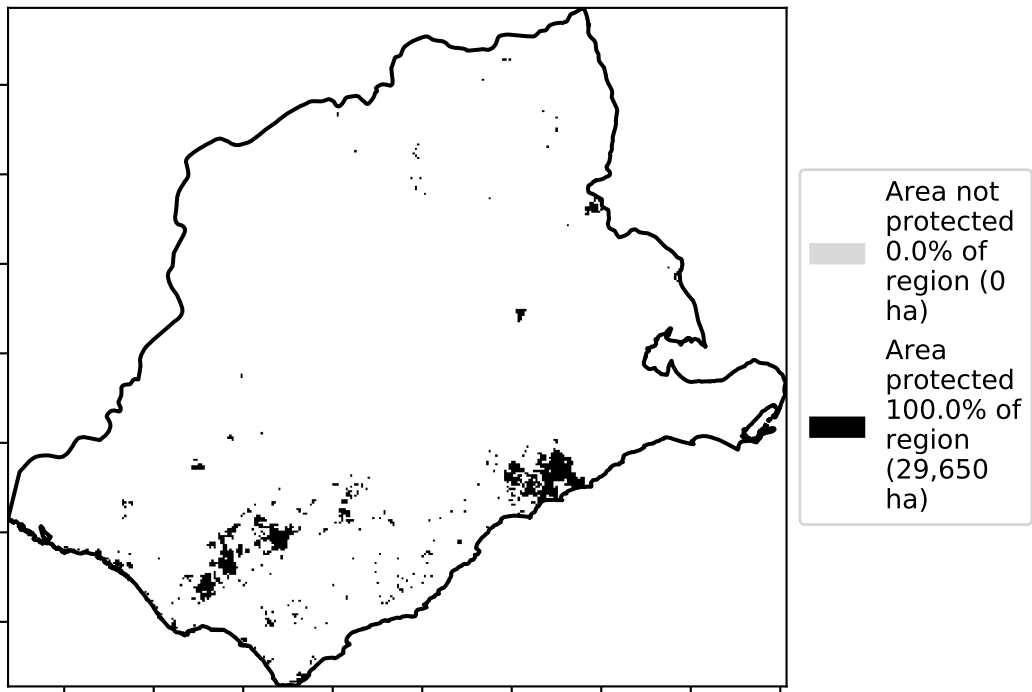 Area not
protected
0.0% of
region (0
ha)
Area
protected
100.0% of
region
(29,650
ha)